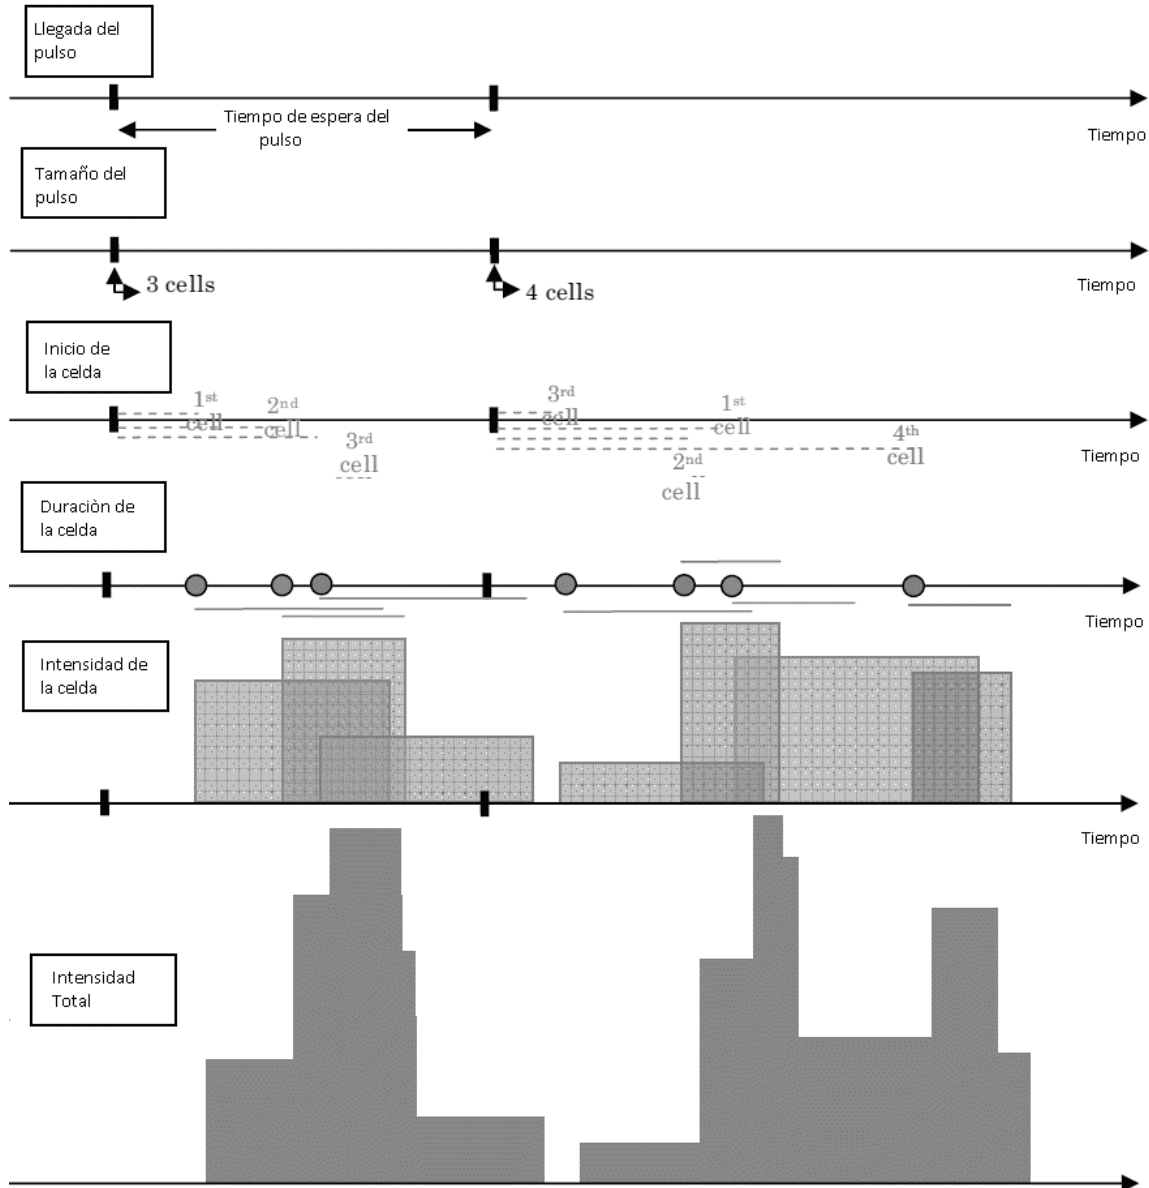 Llegada del
pulso
Tiempo de espera del
pulso
Tiempo
Tamaño del
pulso
3 cells
4 cells
Tiempo
Inicio de
la celda
1st
cell
2nd
cell
3rd
cell
3rd
cell
1st
cell
2nd
cell
4th
cell
Tiempo
Duraciòn de
la celda
Tiempo
Intensidad de
la celda
Tiempo
Intensidad
Total